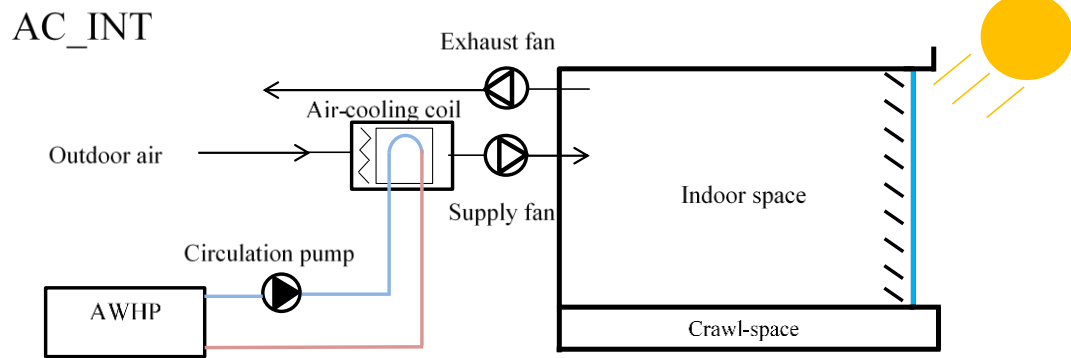 AC_INT
Exhaust fan
Air-cooling coil
Outdoor air
Supply fan
Indoor space
Circulation pump
AWHP
Crawl-space